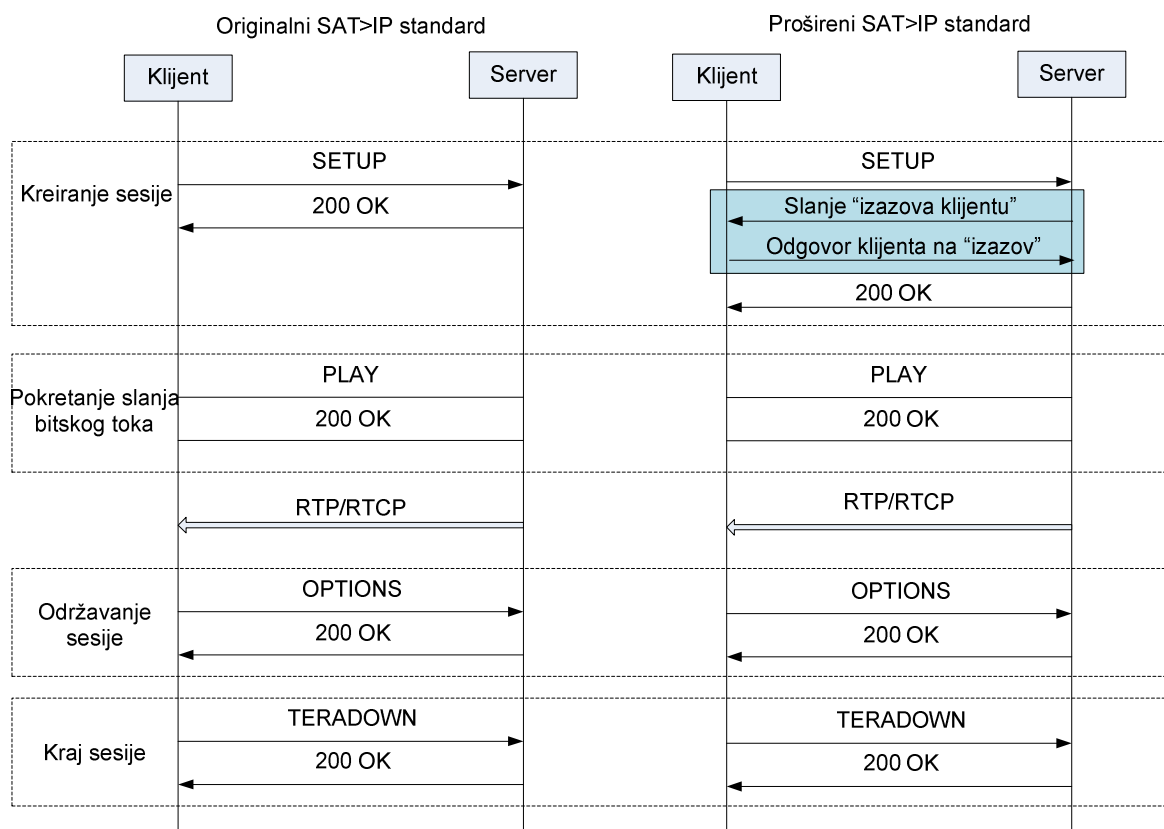 Originalni SAT>IP standard
Prošireni SAT>IP standard
Klijent
Server
Klijent
Server
Kreiranje sesije
SETUP
200 OK
SETUP
Slanje “izazova klijentu”
Odgovor klijenta na “izazov”
200 OK
Pokretanje slanja
bitskog toka
PLAY
200 OK
PLAY
200 OK
RTP/RTCP
RTP/RTCP
Održavanje
sesije
OPTIONS
200 OK
OPTIONS
200 OK
Kraj sesije
TERADOWN
200 OK
TERADOWN
200 OK